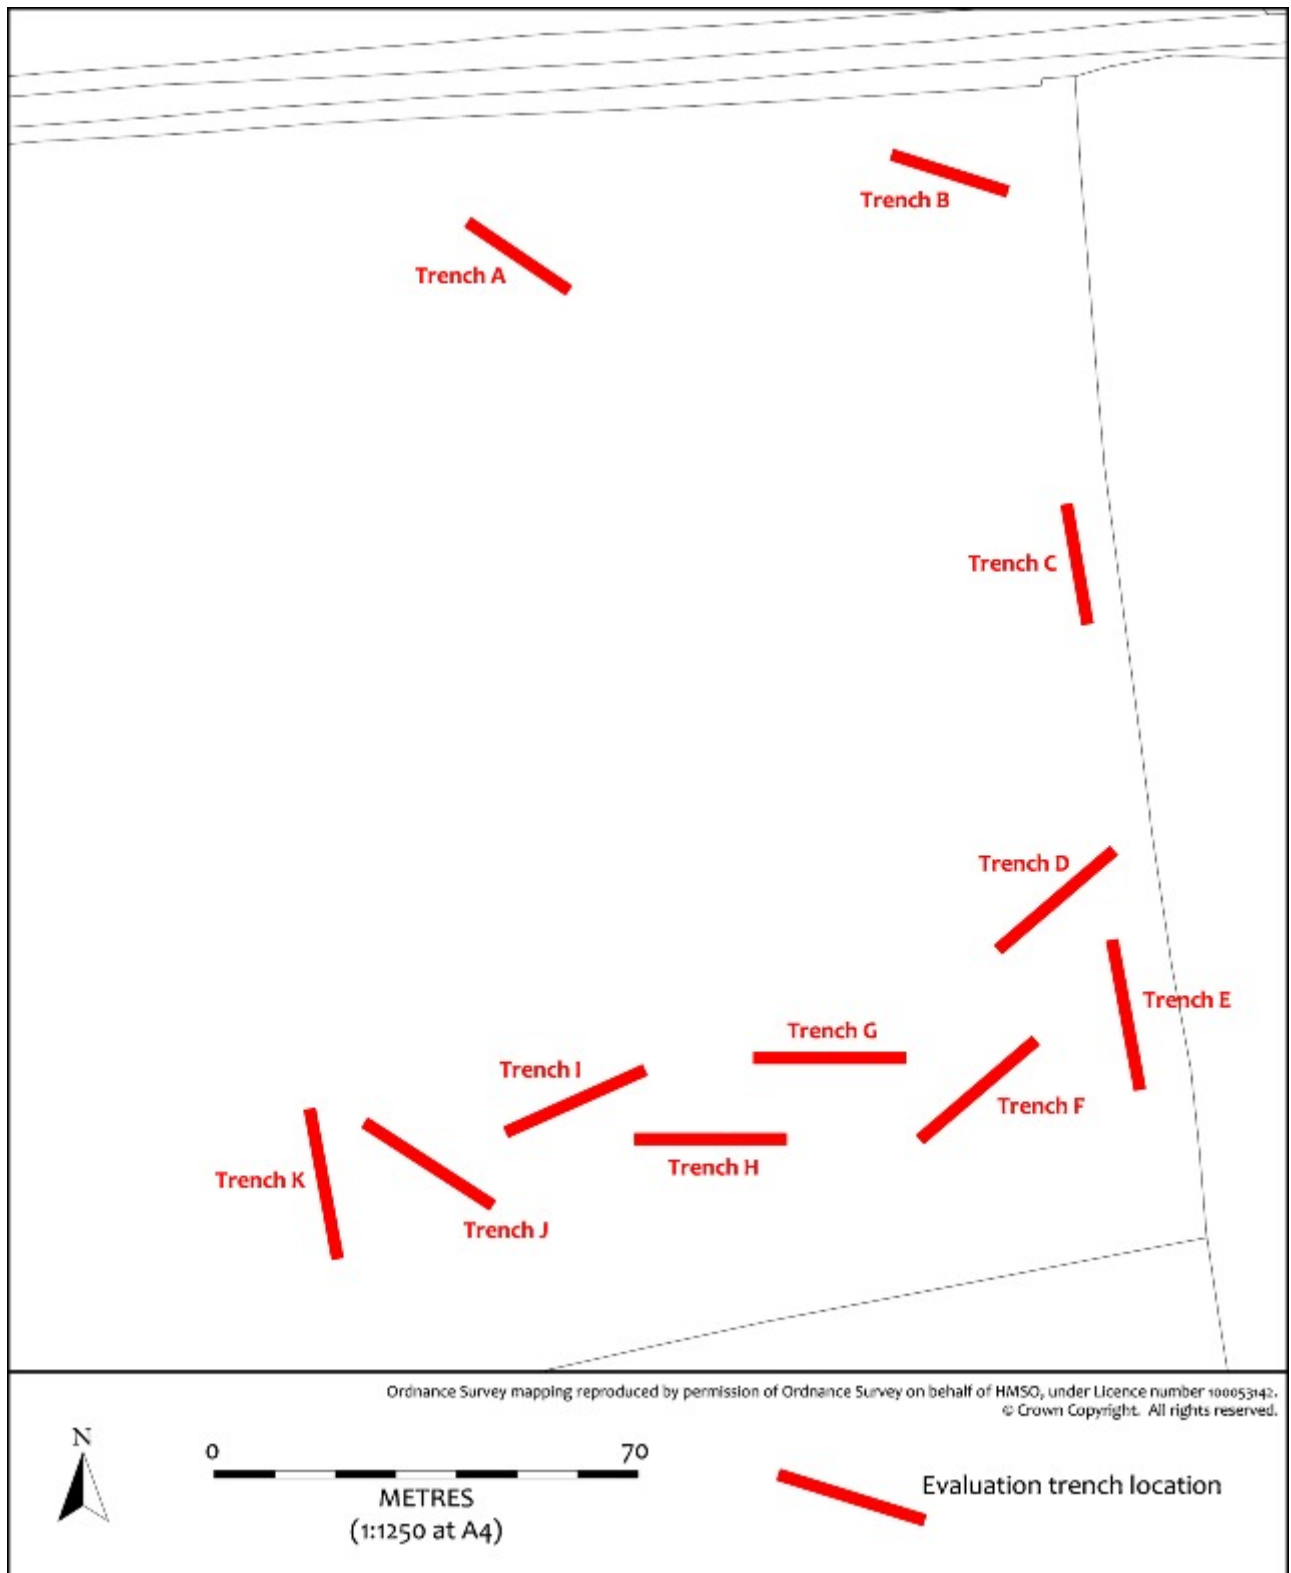 Trench B
Trench A
Trench C
Trench D
Trench E
Trench G
Trench I
Trench F
Trench H
Trench K
Trench J
Ordnance Survey mapping reproduced by permission of Ordnance Survey on behalf of HMSO, under Licence number 100053142.
© Crown Copyright. All rights reserved.
N
0 70
METRES
(1:1250 at A4)
Evaluation trench location